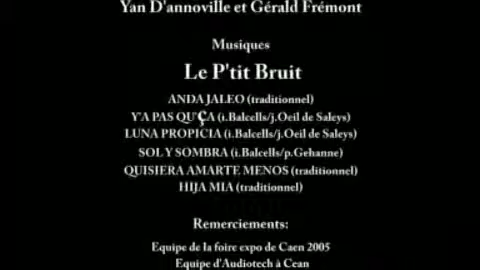 Yan D'annoville et Gérald Frémont
Musiques
Le P'tit Bruit
ANDA JALEO (traditionnel)
Y'A PAS QU'ÇA (i.Balcells/j.Oeil de Saleys)
LUNA PROPICIA (i.Balcells/j.Oeil de Saleys)
SOL Y SOMBRA (i.Balcells/p.Gehanne)
QUISIERA AMARTE MENOS (traditionnel)
HIJA MIA (traditionnel)
Remerciements:
Equipe de la foire expo de Caen 2005
Equipe d'Audiotech à Cean